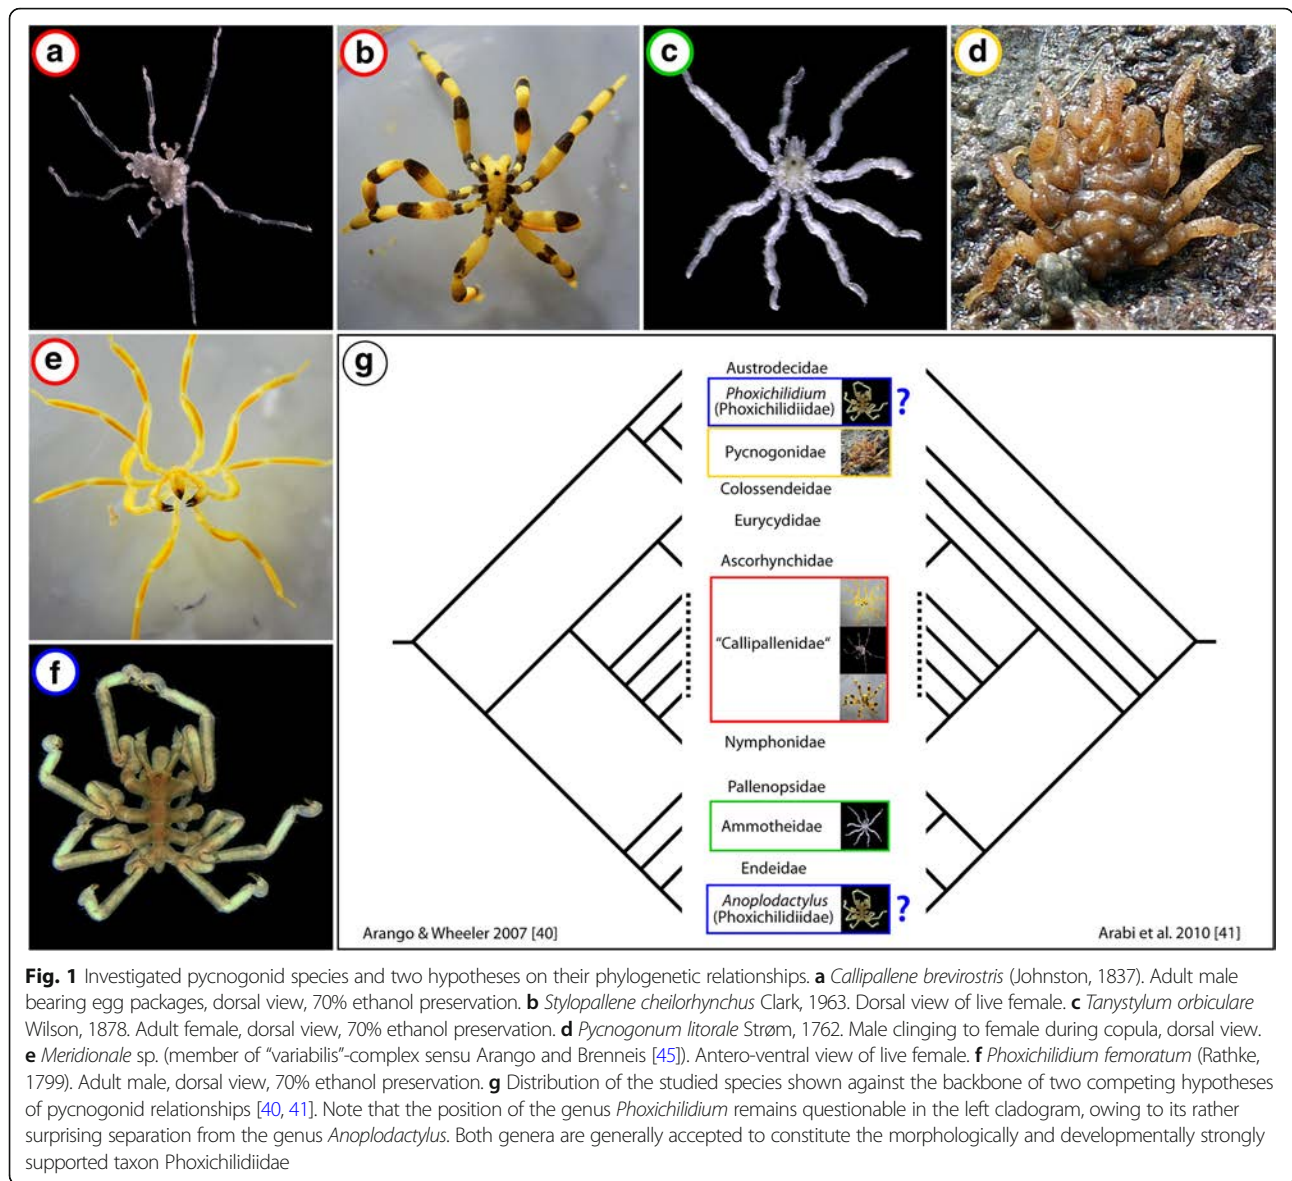 a
b
c
d
e
f
g
Austrodecidae
Phoxichilidium
(Phoxichilidiidae)
?
Pycnogonidae
Colossendeidae
Eurycydidae
Ascorhynchidae
"Callipallenidae"
Nymphonidae
Pallenopsidae
Ammotheidae
Endeidae
Anoplodactylus
(Phoxichilidiidae)
?
Arango & Wheeler 2007 [40]
Arabi et al. 2010 [41]
Fig. 1 Investigated pycnogonid species and two hypotheses on their phylogenetic relationships. a Callipallene brevirostris (Johnston, 1837). Adult male
bearing egg packages, dorsal view, 70% ethanol preservation. b Stylopallene cheilorhynchus Clark, 1963. Dorsal view of live female. c Tanystylum orbiculare
Wilson, 1878. Adult female, dorsal view, 70% ethanol preservation. d Pycnogonum litorale Strøm, 1762. Male clinging to female during copula, dorsal view.
e Meridionale sp. (member of "variabilis"-complex sensu Arango and Brenneis [45]). Antero-ventral view of live female. f Phoxichilidium femoratum (Rathke,
1799). Adult male, dorsal view, 70% ethanol preservation. g Distribution of the studied species shown against the backbone of two competing hypotheses
of pycnogonid relationships [40, 41]. Note that the position of the genus Phoxichilidium remains questionable in the left cladogram, owing to its rather
surprising separation from the genus Anoplodactylus. Both genera are generally accepted to constitute the morphologically and developmentally strongly
supported taxon Phoxichilidiidae